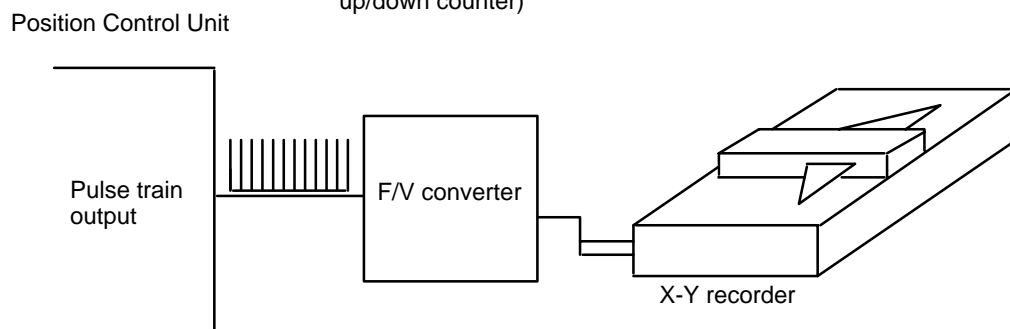 up/down counter)
Position Control Unit
Pulse train
output
F/V converter
X-Y recorder